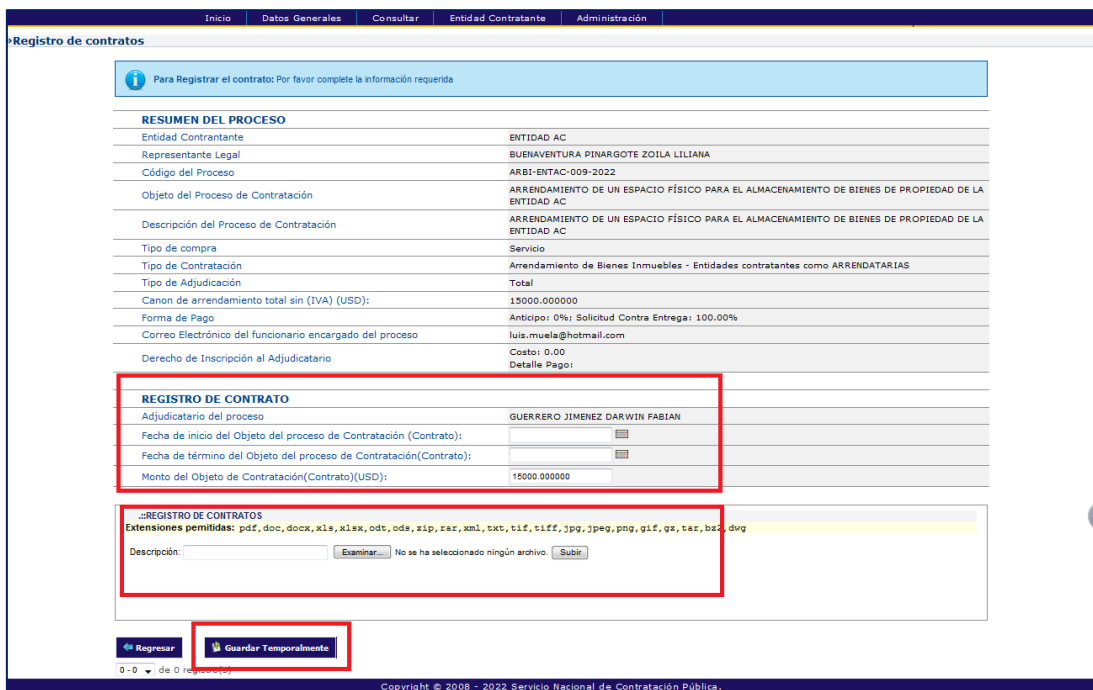 Inicio Datos Generales Consultar Entidad Contratante Administración
»Registro de contratos
Para Registrar el contrato: Por favor complete la información requerida
RESUMEN DEL PROCESO
Entidad Contrantante ENTIDAD AC
Representante Legal BUENAVENTURA PINARGOTE ZOILA LILIANA
Código del Proceso ARBI-ENTAC-009-2022
Objeto del Proceso de Contratación ARRENDAMIENTO DE UN ESPACIO FÍSICO PARA EL ALMACENAMIENTO DE BIENES DE PROPIEDAD DE LA
ENTIDAD AC
Descripción del Proceso de Contratación ARRENDAMIENTO DE UN ESPACIO FÍSICO PARA EL ALMACENAMIENTO DE BIENES DE PROPIEDAD DE LA
ENTIDAD AC
Tipo de compra Servicio
Tipo de Contratación Arrendamiento de Bienes Inmuebles - Entidades contratantes como ARRENDATARIAS
Tipo de Adjudicación Total
Canon de arrendamiento total sin (IVA) (USD): 15000.000000
Forma de Pago Anticipo: 0%; Solicitud Contra Entrega: 100.00%
Correo Electrónico del funcionario encargado del proceso luis.muela@hotmail.com
Derecho de Inscripción al Adjudicatario Costo: 0.00
Detalle Pago:
REGISTRO DE CONTRATO
Adjudicatario del proceso GUERRERO JIMENEZ DARWIN FABIAN
Fecha de inicio del Objeto del proceso de Contratación (Contrato):
Fecha de término del Objeto del proceso de Contratación(Contrato):
Monto del Objeto de Contratación(Contrato)(USD): 15000.000000
.::REGISTRO DE CONTRATOS
Extensiones pemitidas: pdf,doc,docx,xls,xlsx,odt,ods,zip,rar,xml,txt,tif,tiff,jpg,jpeg,png,gif,gz,tar,bz2,dwg
Descripción: Examinar... No se ha seleccionado ningún archivo. Subir
Regresar Guardar Temporalmente
0 - 0 de 0 registro(s)
Copyright © 2008 - 2022 Servicio Nacional de Contratación Pública.